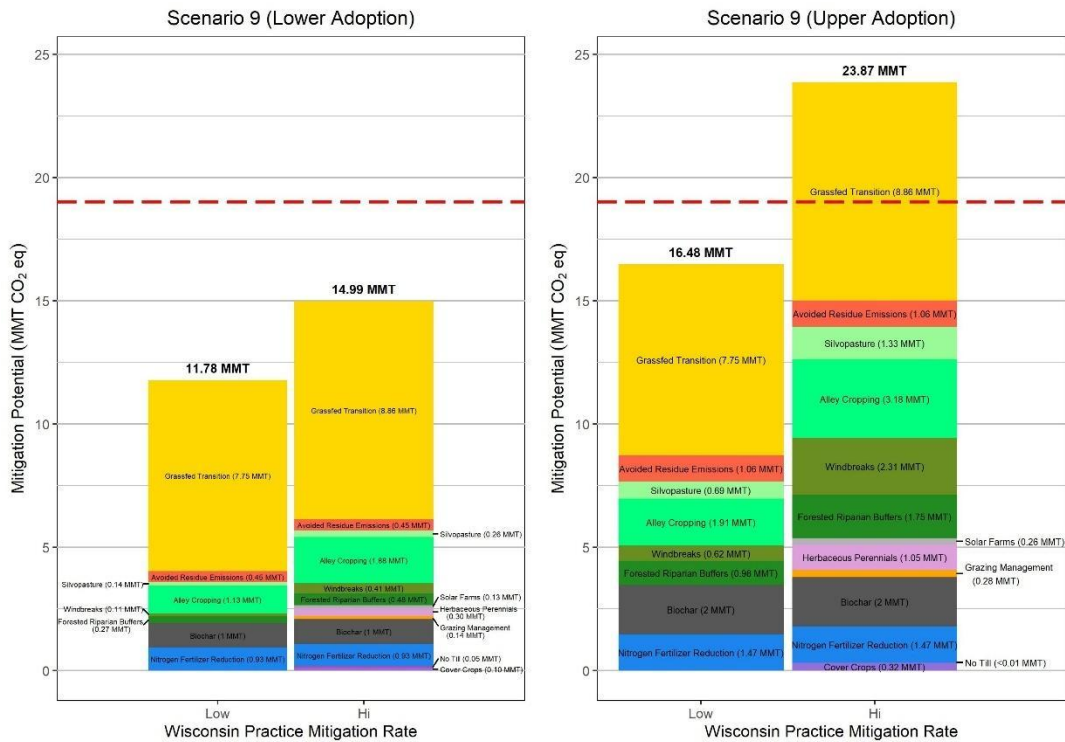 Scenario 9 (Lower Adoption)
Mitigation Potential (MMT CO₂ eq)
25
20
15
10
5
0
11.78 MMT
Grassfed Transition (7.75 MMT)
Avoided Residue Emissions (0.45 MMT)
Silvopasture (0.14 MMT)
Alley Cropping (1.13 MMT)
Windbreaks (0.11 MMT)
Forested Riparian Buffers
(0.27 MMT)
Biochar (1 MMT)
Nitrogen Fertilizer Reduction (0.93 MMT)
14.99 MMT
Grassfed Transition (8.86 MMT)
Avoided Residue Emissions (0.45 MMT)
Silvopasture (0.26 MMT)
Alley Cropping (1.88 MMT)
Windbreaks (0.41 MMT)
Forested Riparian Buffers (0.48 MMT)
Solar Farms (0.13 MMT)
Herbaceous Perennials
(0.30 MMT)
Grazing Management
(0.14 MMT)
Biochar (1 MMT)
Nitrogen Fertilizer Reduction (0.93 MMT)
No Till (0.05 MMT)
Cover Crops (0.10 MMT)
Low
Hi
Wisconsin Practice Mitigation Rate
Scenario 9 (Upper Adoption)
Mitigation Potential (MMT CO₂ eq)
25
20
15
10
5
0
16.48 MMT
Grassfed Transition (7.75 MMT)
Avoided Residue Emissions (1.06 MMT)
Silvopasture (0.69 MMT)
Alley Cropping (1.91 MMT)
Windbreaks (0.62 MMT)
Forested Riparian Buffers (0.96 MMT)
Biochar (2 MMT)
Nitrogen Fertilizer Reduction (1.47 MMT)
23.87 MMT
Grassfed Transition (8.86 MMT)
Avoided Residue Emissions (1.06 MMT)
Silvopasture (1.33 MMT)
Alley Cropping (3.18 MMT)
Windbreaks (2.31 MMT)
Forested Riparian Buffers (1.75 MMT)
Solar Farms (0.26 MMT)
Herbaceous Perennials (1.05 MMT)
Grazing Management
(0.28 MMT)
Biochar (2 MMT)
Nitrogen Fertilizer Reduction (1.47 MMT)
No Till (<0.01 MMT)
Cover Crops (0.32 MMT)
Low
Hi
Wisconsin Practice Mitigation Rate